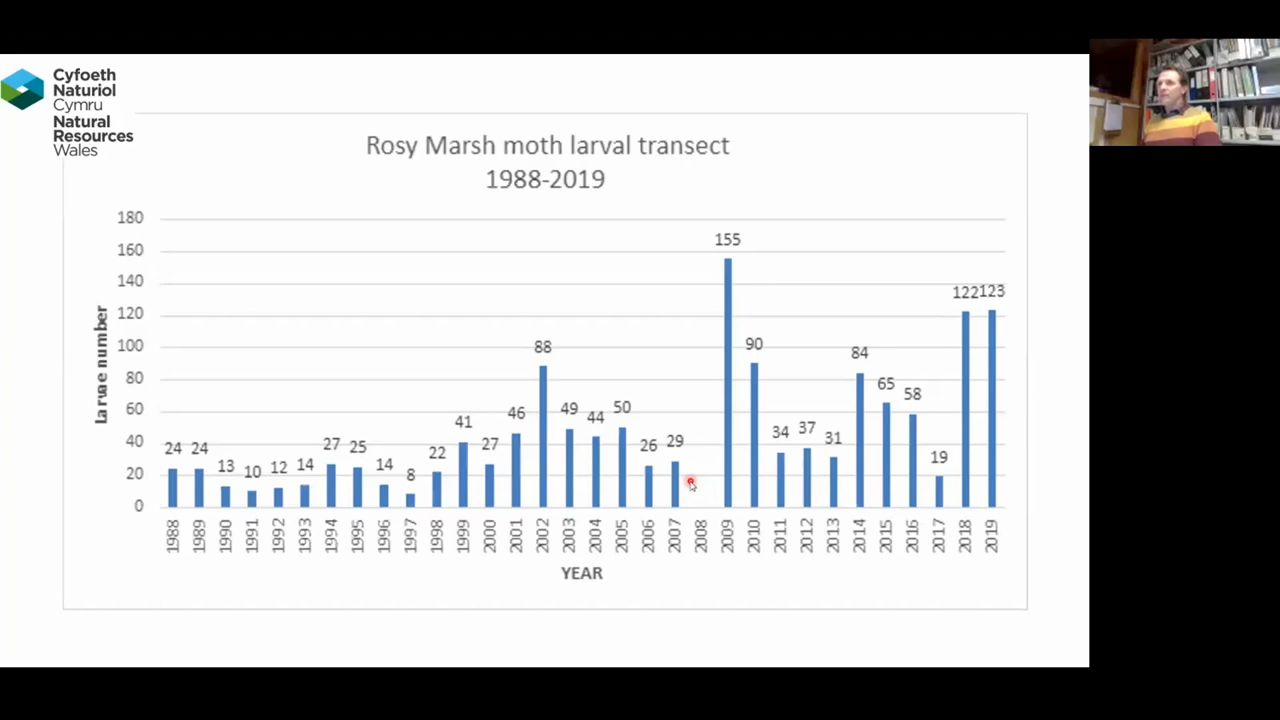 Cyfoeth
Naturiol
Cymru
Natural
Resources
Wales
Rosy Marsh moth larval transect
1988-2019
Larvae number
180
160
140
120
100
80
60
40
20
0
24 24 13 10 12 14 27 25 14 8 22 41 27 46 88 49 44 50 26 29 155 90 34 37 31 84 65 58 19 122 123
1988 1989 1990 1991 1992 1993 1994 1995 1996 1997 1998 1999 2000 2001 2002 2003 2004 2005 2006 2007 2008 2009 2010 2011 2012 2013 2014 2015 2016 2017 2018 2019
YEAR